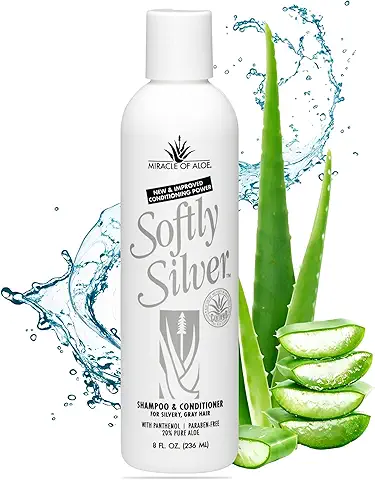 MIRACLE OF ALOE®
NEW & IMPROVED
CONDITIONING POWER
Softly
Silver™
SHAMPOO & CONDITIONER
FOR SILVERY, GRAY HAIR
WITH PANTHENOL | PARABEN-FREE
20% PURE ALOE
8 FL. OZ. (236 ML)